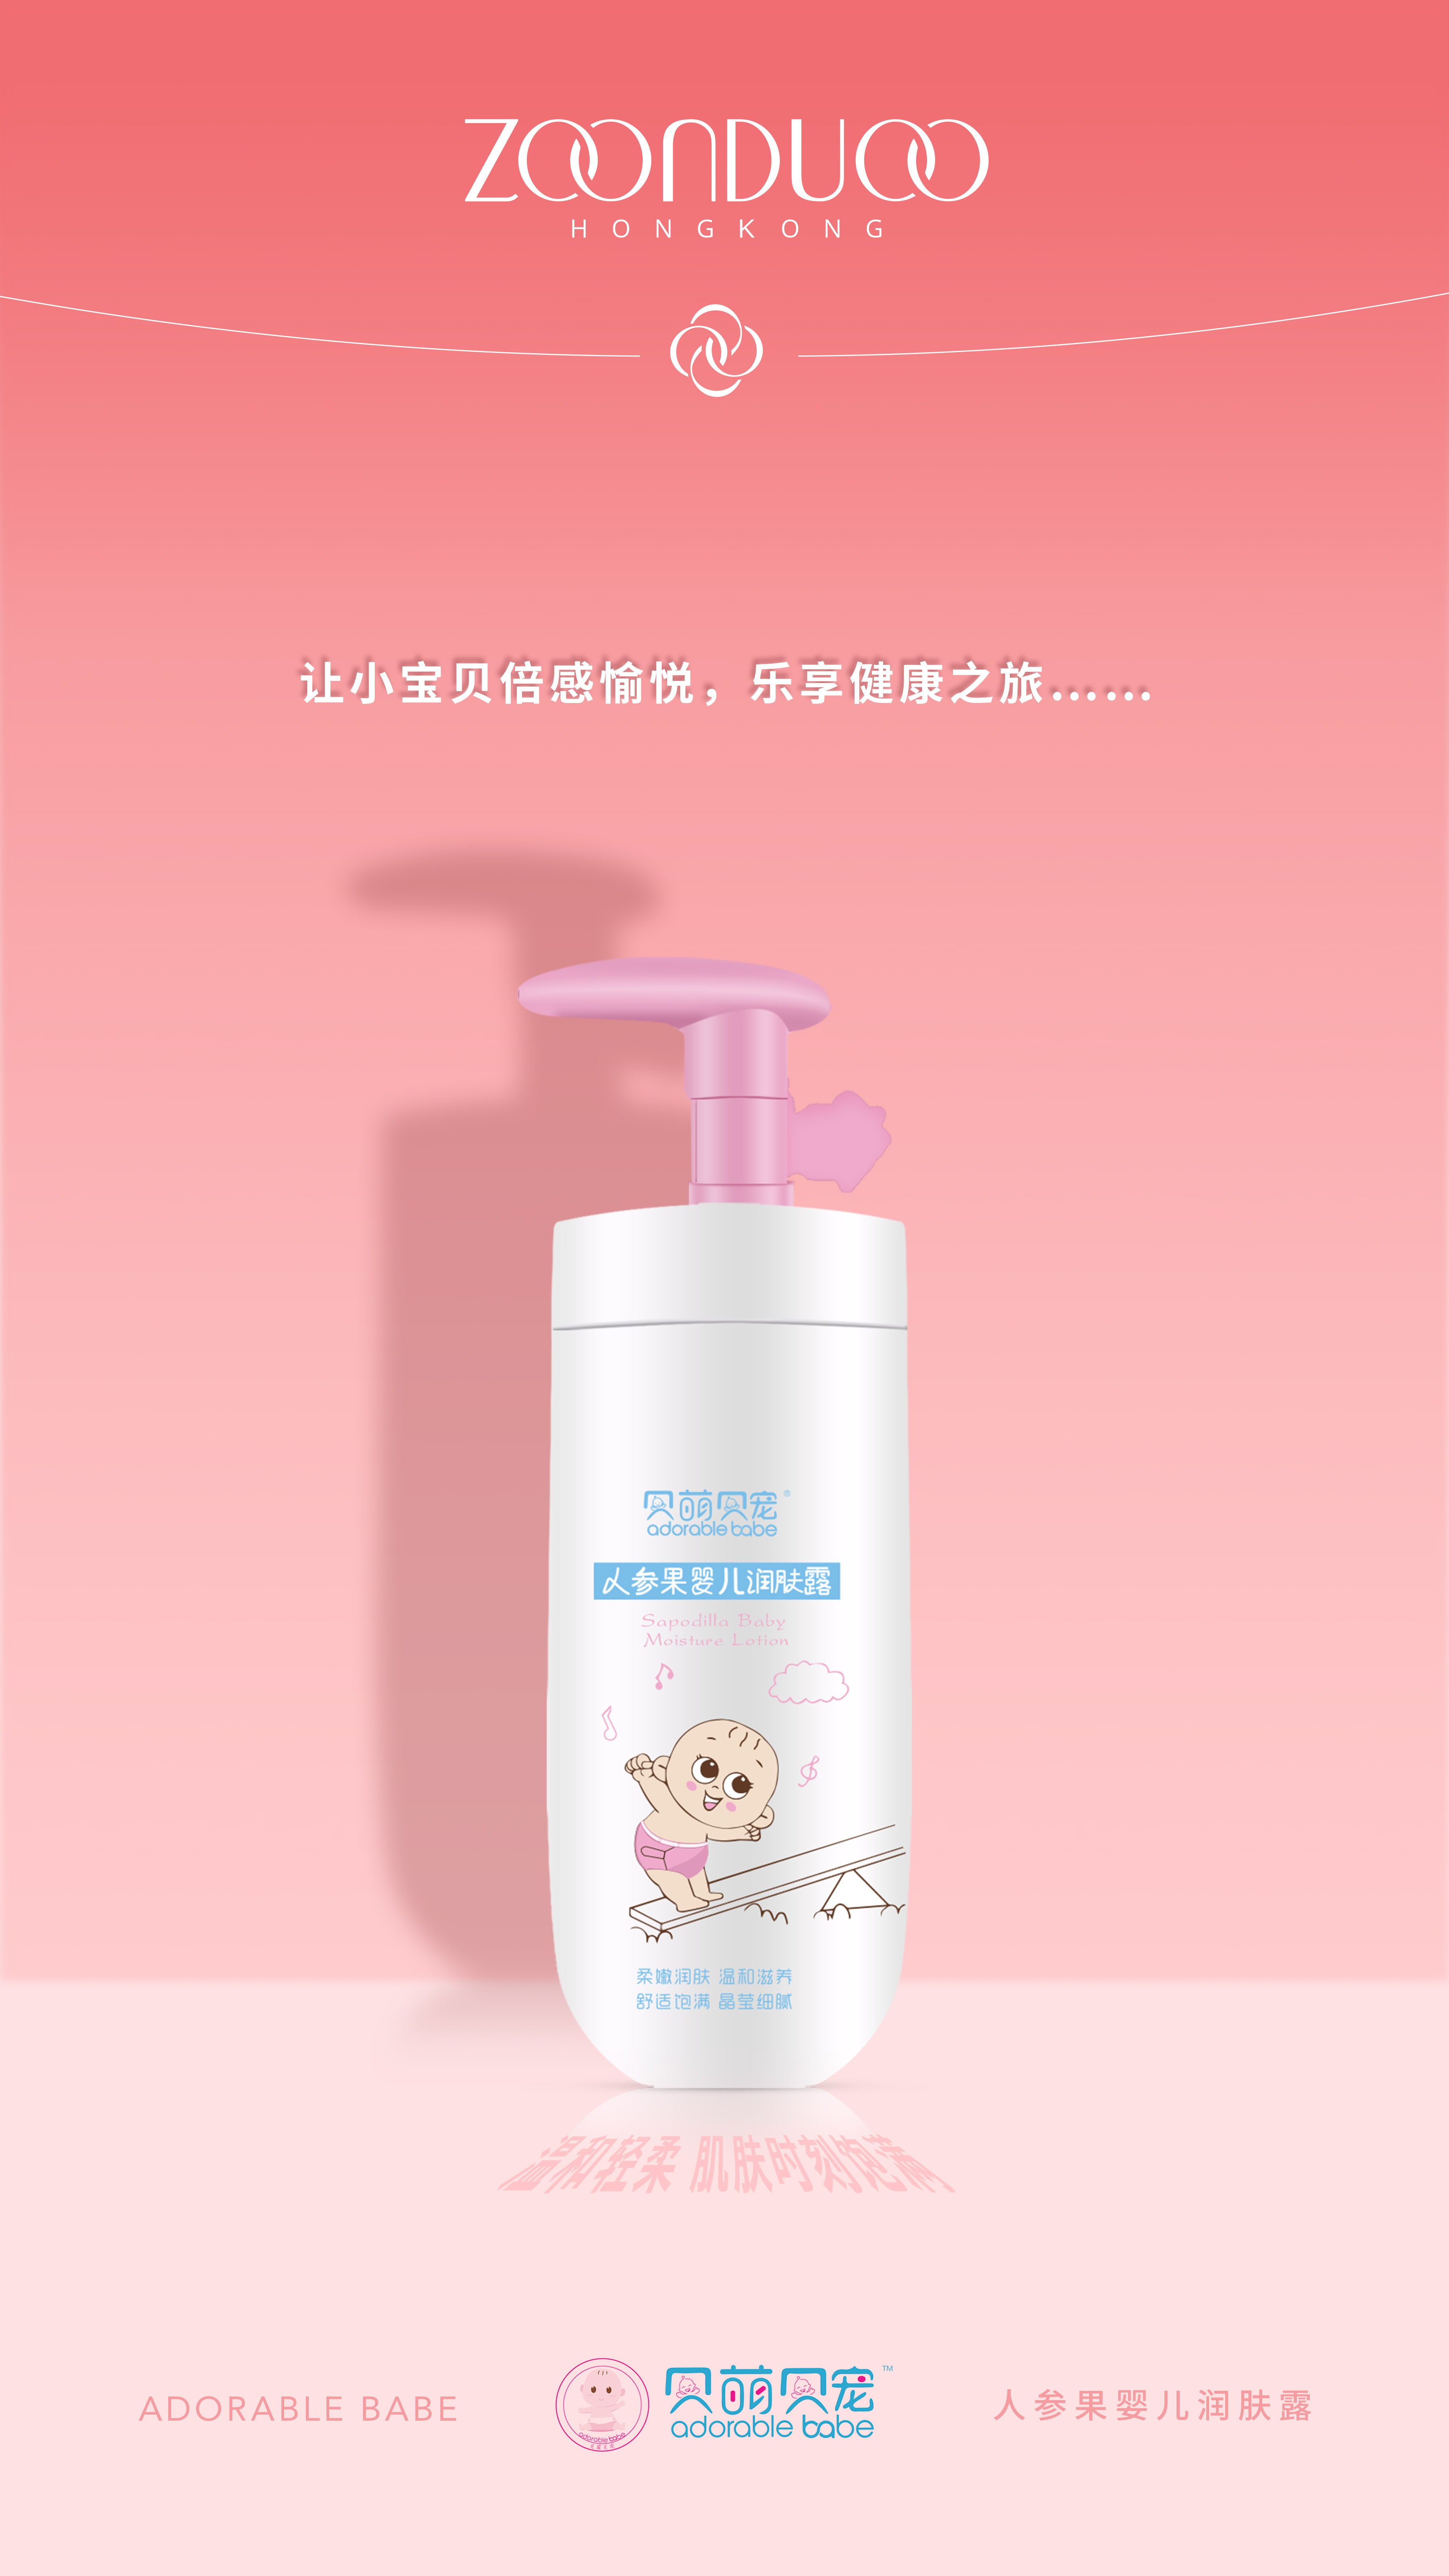 ZOONDUOO
HONGKONG
让小宝贝倍感愉悦，乐享健康之旅……
贝萌贝宠®
adorable babe
人参果婴儿润肤露
Sapodilla Baby
Moisture Lotion
柔嫩润肤 温和滋养
舒适饱满 晶莹细腻
温和轻柔 肌肤时刻饱满
ADORABLE BABE
adorable babe
贝萌贝宠™
adorable babe
人参果婴儿润肤露